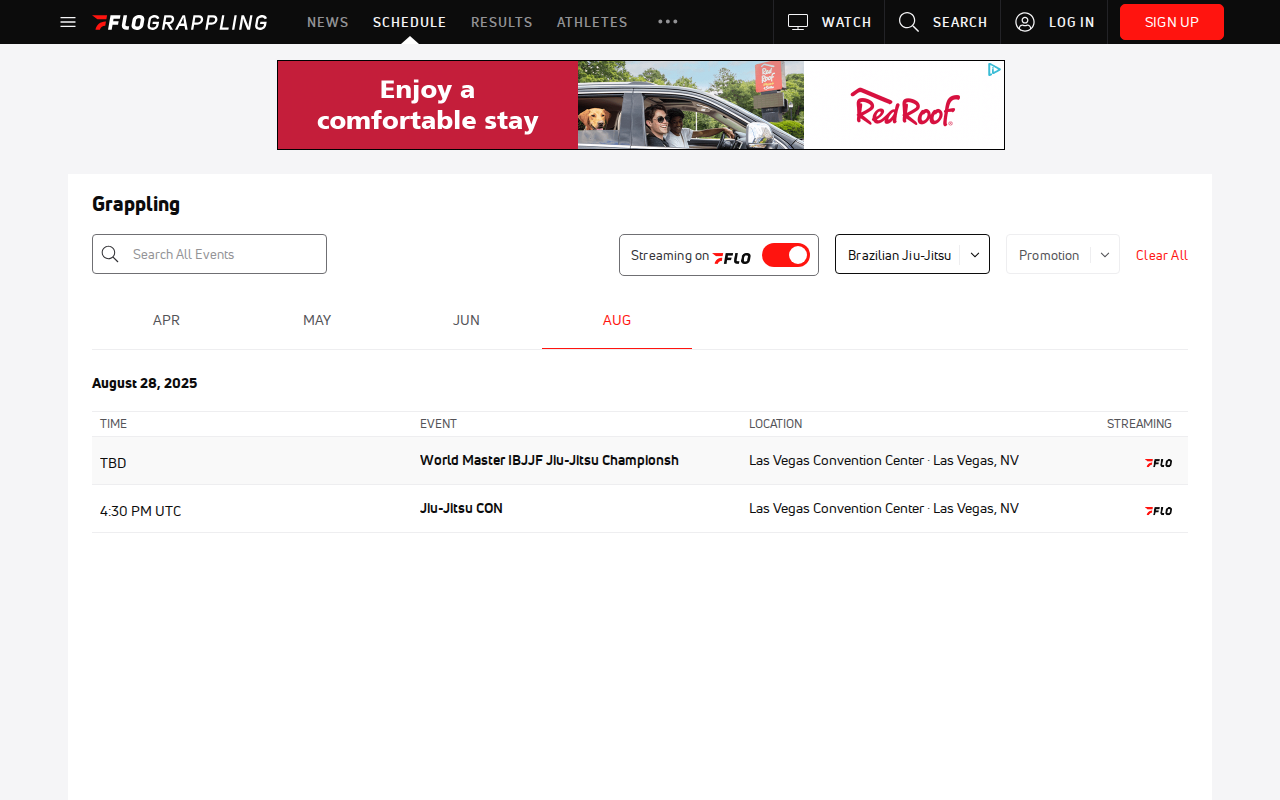 FLOGRAPPLING NEWS SCHEDULE RESULTS ATHLETES WATCH SEARCH LOG IN SIGN UP
Enjoy a
comfortable stay
Red Roof
Grappling
Search All Events
Streaming on FLO
Brazilian Jiu-Jitsu
Promotion
Clear All
APR MAY JUN AUG
August 28, 2025
TIME EVENT LOCATION STREAMING
TBD World Master IBJJF Jiu-Jitsu Championsh Las Vegas Convention Center · Las Vegas, NV FLO
4:30 PM UTC Jiu-Jitsu CON Las Vegas Convention Center · Las Vegas, NV FLO